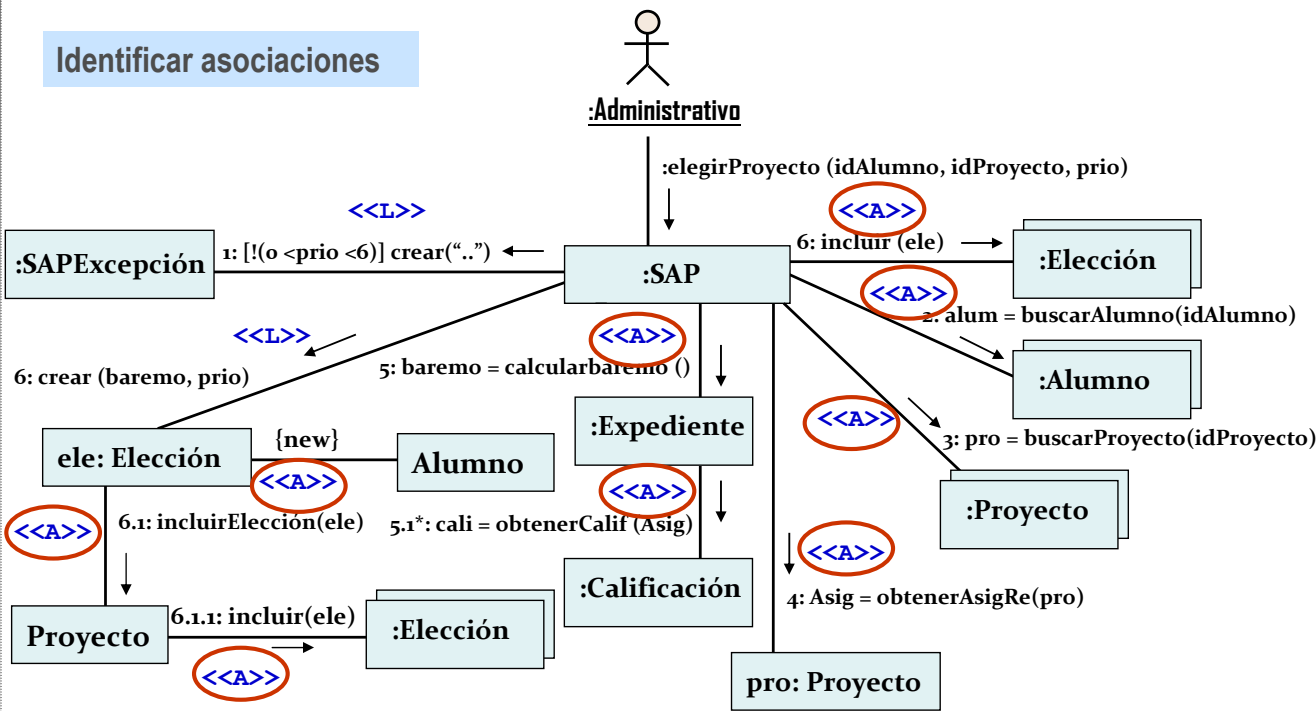 Identificar asociaciones
:Administrativo
:elegirProyecto (idAlumno, idProyecto, prio)
<<L>>
<<A>>
:SAPExcepción
1: [!(0 <prio <6)] crear(“..”)
:SAP
6: incluir (ele)
:Elección
<<A>>
2: alum = buscarAlumno(idAlumno)
<<L>>
<<A>>
6: crear (baremo, prio)
5: baremo = calcularbaremo ()
:Alumno
:Expediente
<<A>>
3: pro = buscarProyecto(idProyecto)
ele: Elección
{new}
Alumno
<<A>>
<<A>>
<<A>>
6.1: incluirElección(ele)
5.1*: cali = obtenerCalif (Asig)
:Proyecto
<<A>>
:Calificación
4: Asig = obtenerAsigRe(pro)
Proyecto
6.1.1: incluir(ele)
:Elección
<<A>>
pro: Proyecto